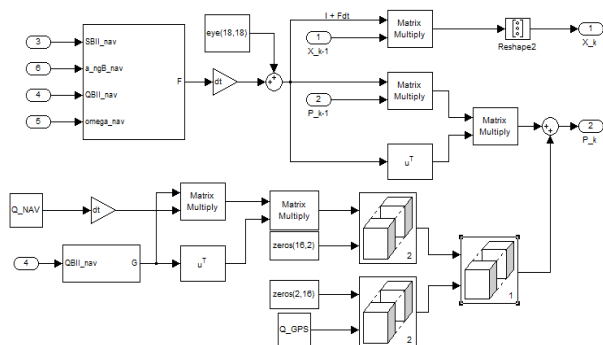 I + Fdt
eye(18,18)
Matrix
Multiply
1
X_k-1
Reshape2
1
X_k
3
SBII_nav
6
a_ngB_nav
4
QBII_nav
5
omega_nav
F
dt
2
P_k-1
Matrix
Multiply
Matrix
Multiply
u^T
2
P_k
Q_NAV
dt
Matrix
Multiply
Matrix
Multiply
4
QBII_nav
G
u^T
zeros(16,2)
2
zeros(2,16)
Q_GPS
2
1